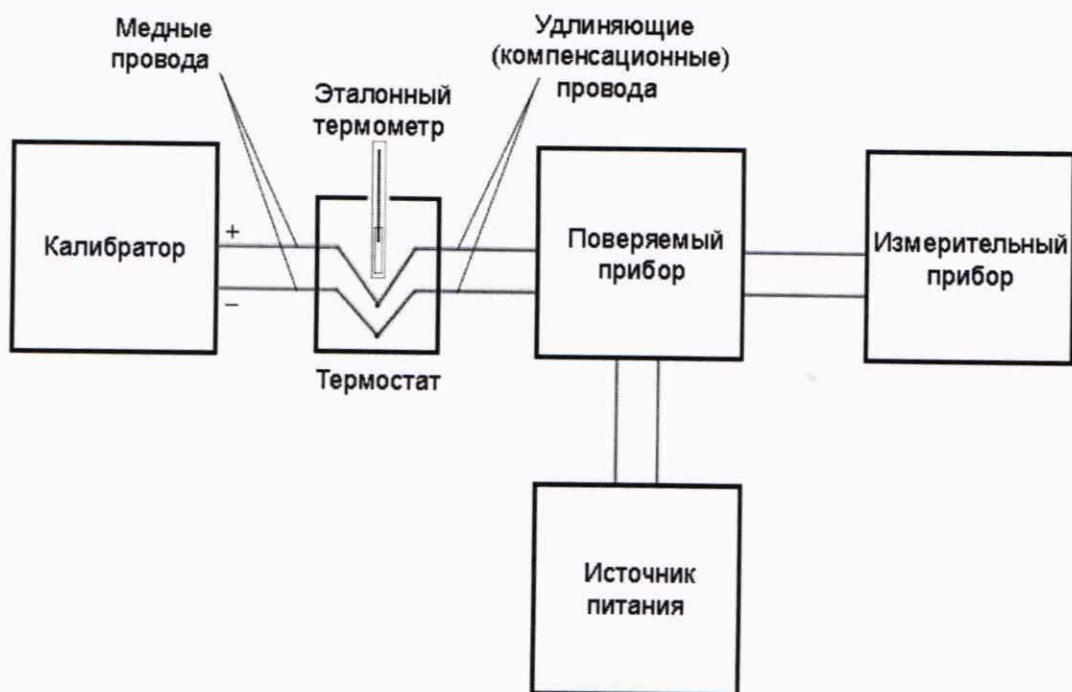 Медные
провода
Удлиняющие
(компенсационные)
провода
Эталонный
термометр
Калибратор
+
–
Термостат
Поверяемый
прибор
Измерительный
прибор
Источник
питания